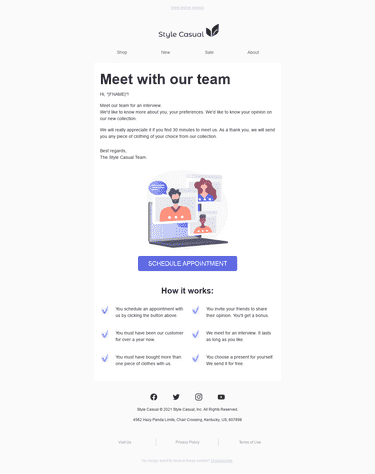 View online version
Style Casual
Shop New Sale About
Meet with our team
Hi, *|FNAME|*!
Meet our team for an interview.
We'd like to know more about you, your preferences. We'd like to know your opinion on
our new collection.
We will really appreciate it if you find 30 minutes to meet us. As a thank you, we will send
you any piece of clothing of your choice from our collection.
Best regards,
The Style Casual Team
SCHEDULE APPOINTMENT
How it works:
You schedule an appointment with
us by clicking the button above.
You invite your friends to share
their opinion. You'll get a bonus.
You must have been our customer
for over a year now.
We meet for an interview. It lasts
as long as you like.
You must have bought more than
one piece of clothes with us.
You choose a present for yourself.
We send it for free.
Style Casual © 2021 Style Casual, Inc. All Rights Reserved.
4562 Hazy Panda Limits, Chair Crossing, Kentucky, US, 607898
Visit Us Privacy Policy Terms of Use